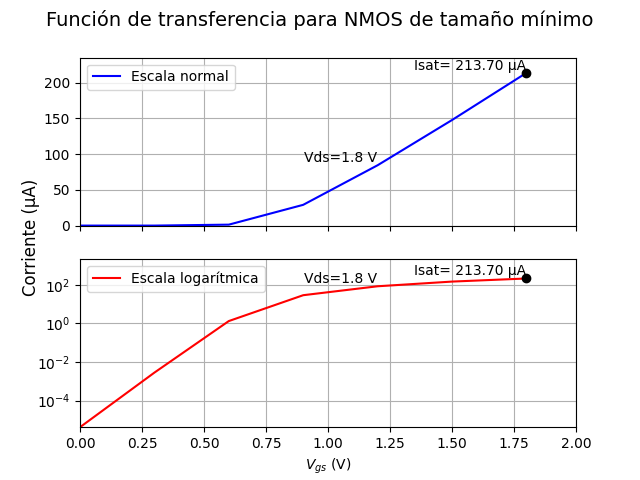 Función de transferencia para NMOS de tamaño mínimo
Escala normal
Isat= 213.70 μA
Vds=1.8 V
200
150
100
50
0
Corriente (μA)
Escala logarítmica
Vds=1.8 V
Isat= 213.70 μA
10²
10⁰
10⁻²
10⁻⁴
0.00 0.25 0.50 0.75 1.00 1.25 1.50 1.75 2.00
V_gs (V)